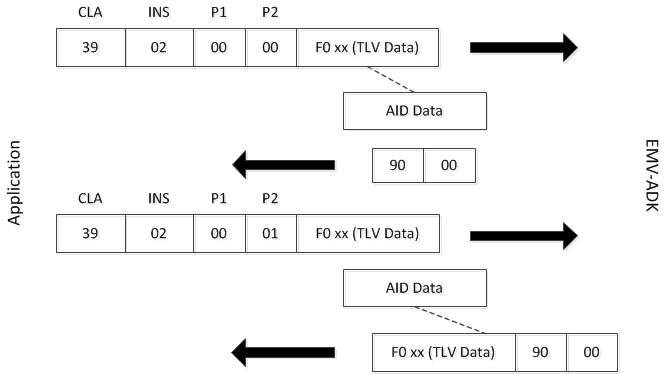 CLA INS P1 P2
39 02 00 00 F0 xx (TLV Data)
AID Data
90 00
Application
EMV-ADK
CLA INS P1 P2
39 02 00 01 F0 xx (TLV Data)
AID Data
F0 xx (TLV Data) 90 00